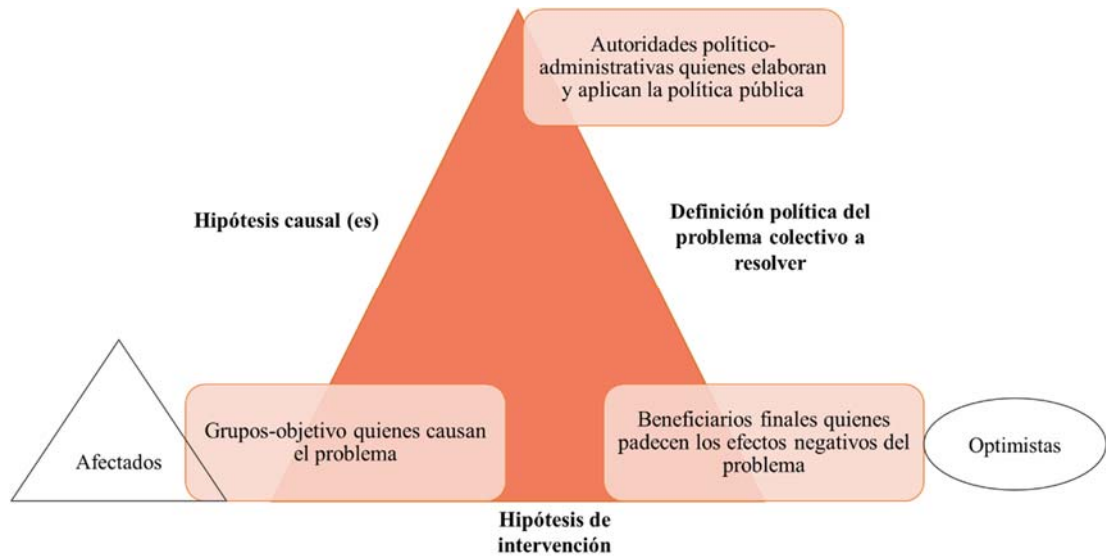 Autoridades político-
administrativas quienes elaboran
y aplican la política pública
Hipótesis causal (es)
Definición política del
problema colectivo a
resolver
Afectados
Grupos-objetivo quienes causan
el problema
Beneficiarios finales quienes
padecen los efectos negativos del
problema
Optimistas
Hipótesis de
intervención